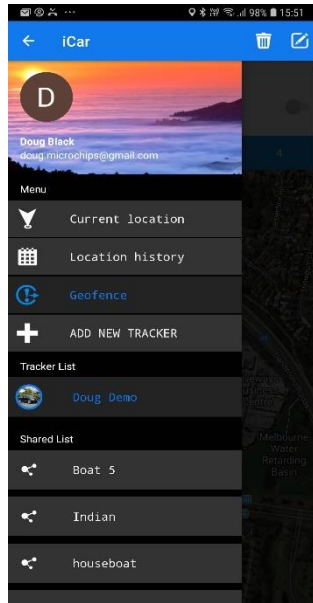 98% 15:51
iCar
D
Doug Black
doug.microchips@gmail.com
Menu
Current location
Location history
Geofence
ADD NEW TRACKER
Tracker List
Doug Demo
Shared List
Boat 5
Indian
houseboat
4
Melbourne
Water
Retarding
Basin